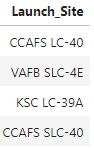 Launch_Site
CCAFS LC-40
VAFB SLC-4E
KSC LC-39A
CCAFS SLC-40